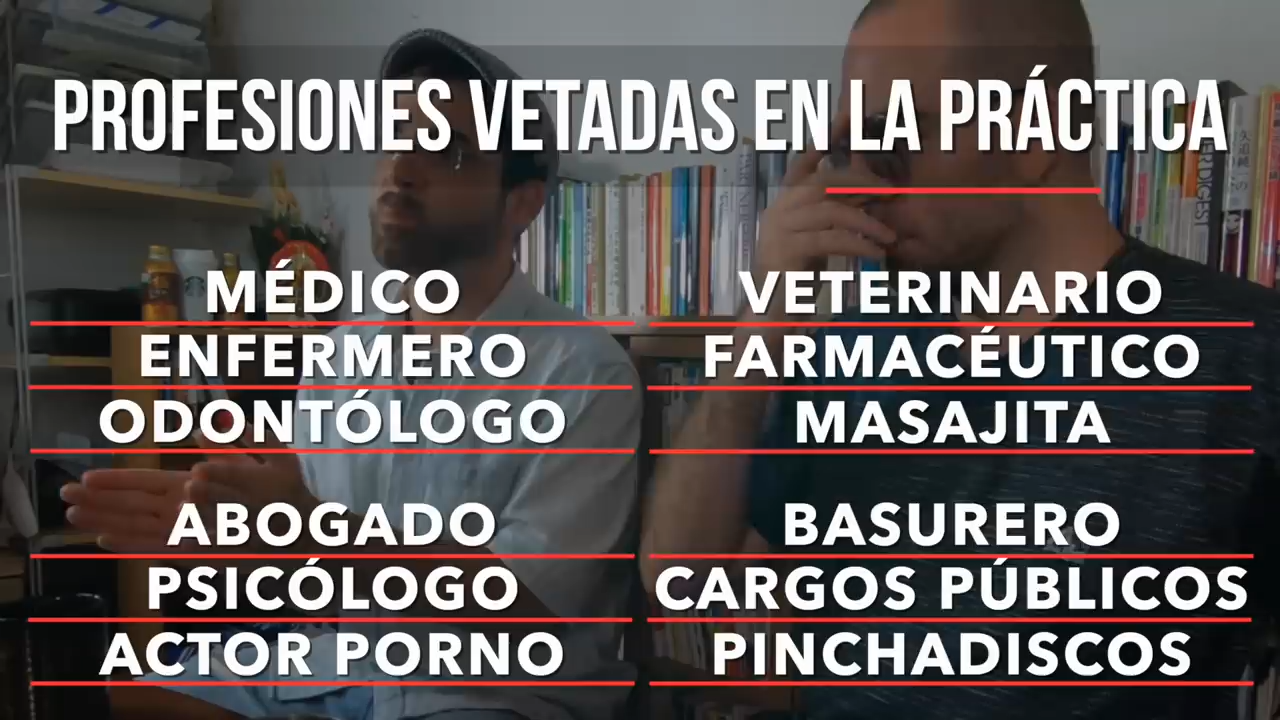 PROFESIONES VETADAS EN LA PRÁCTICA
MÉDICO
ENFERMERO
ODONTÓLOGO
ABOGADO
PSICÓLOGO
ACTOR PORNO
VETERINARIO
FARMACÉUTICO
MASAJITA
BASURERO
CARGOS PÚBLICOS
PINCHADISCOS